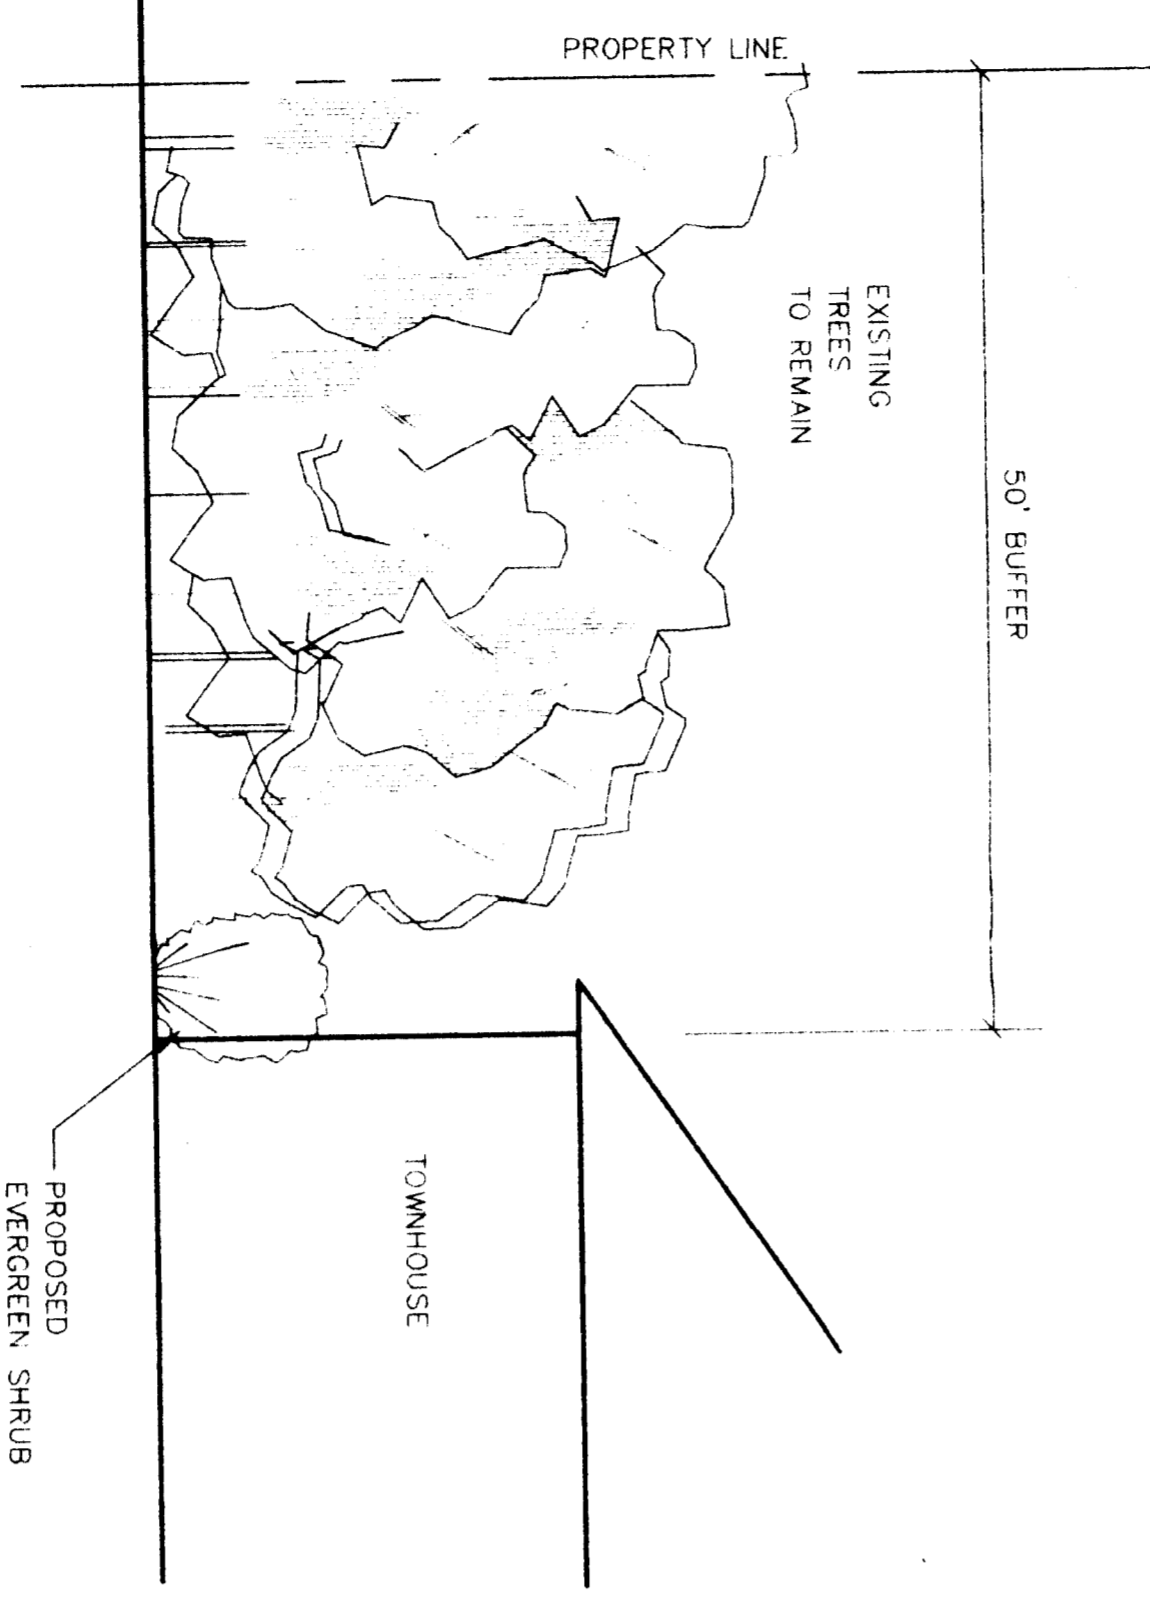 PROPERTY LINE
EXISTING
TREES
TO REMAIN
50' BUFFER
TOWNHOUSE
PROPOSED
EVERGREEN SHRUB